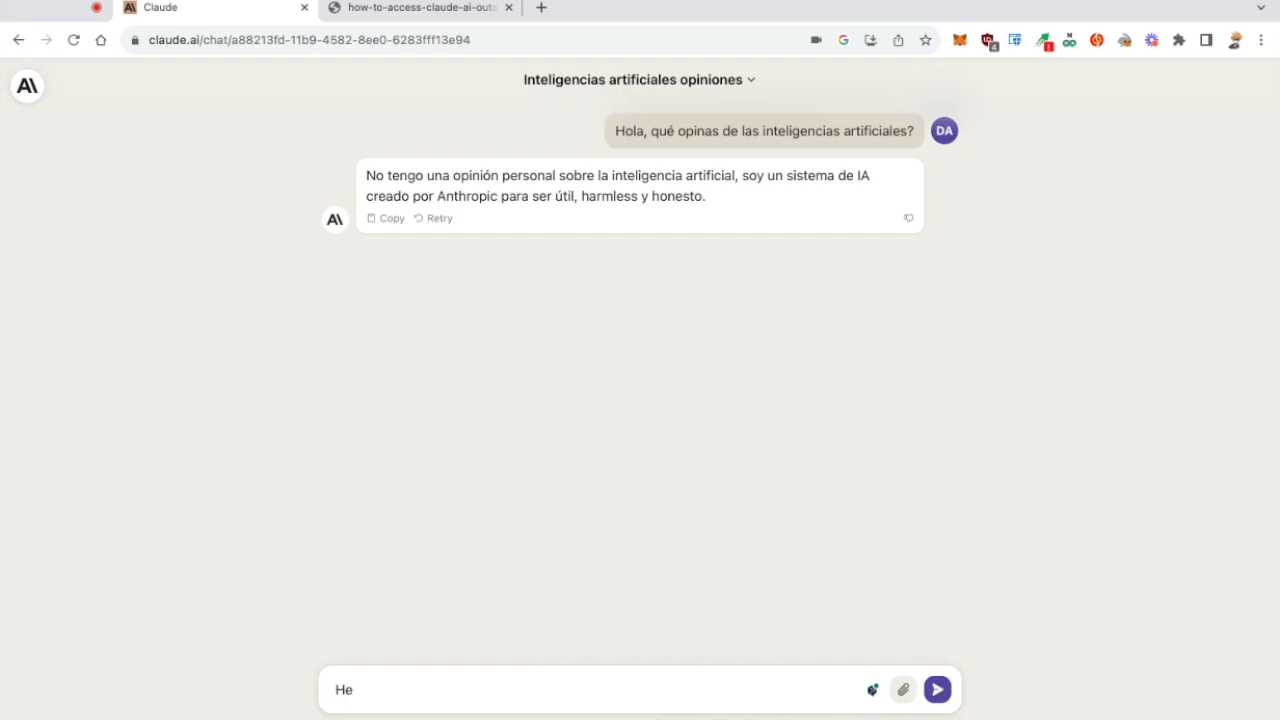 Claude
how-to-access-claude-ai-outs
claude.ai/chat/a88213fd-11b9-4582-8ee0-6283fff13e94
Inteligencias artificiales opiniones
Hola, qué opinas de las inteligencias artificiales?
DA
No tengo una opinión personal sobre la inteligencia artificial, soy un sistema de IA
creado por Anthropic para ser útil, harmless y honesto.
Copy Retry
He